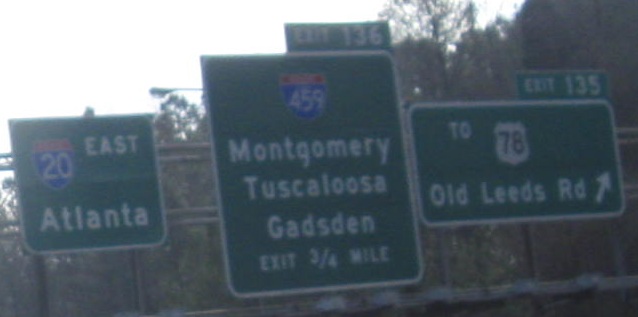 20 EAST
Atlanta
EXIT 136
459
Montgomery
Tuscaloosa
Gadsden
EXIT 3/4 MILE
EXIT 135
TO 78
Old Leeds Rd